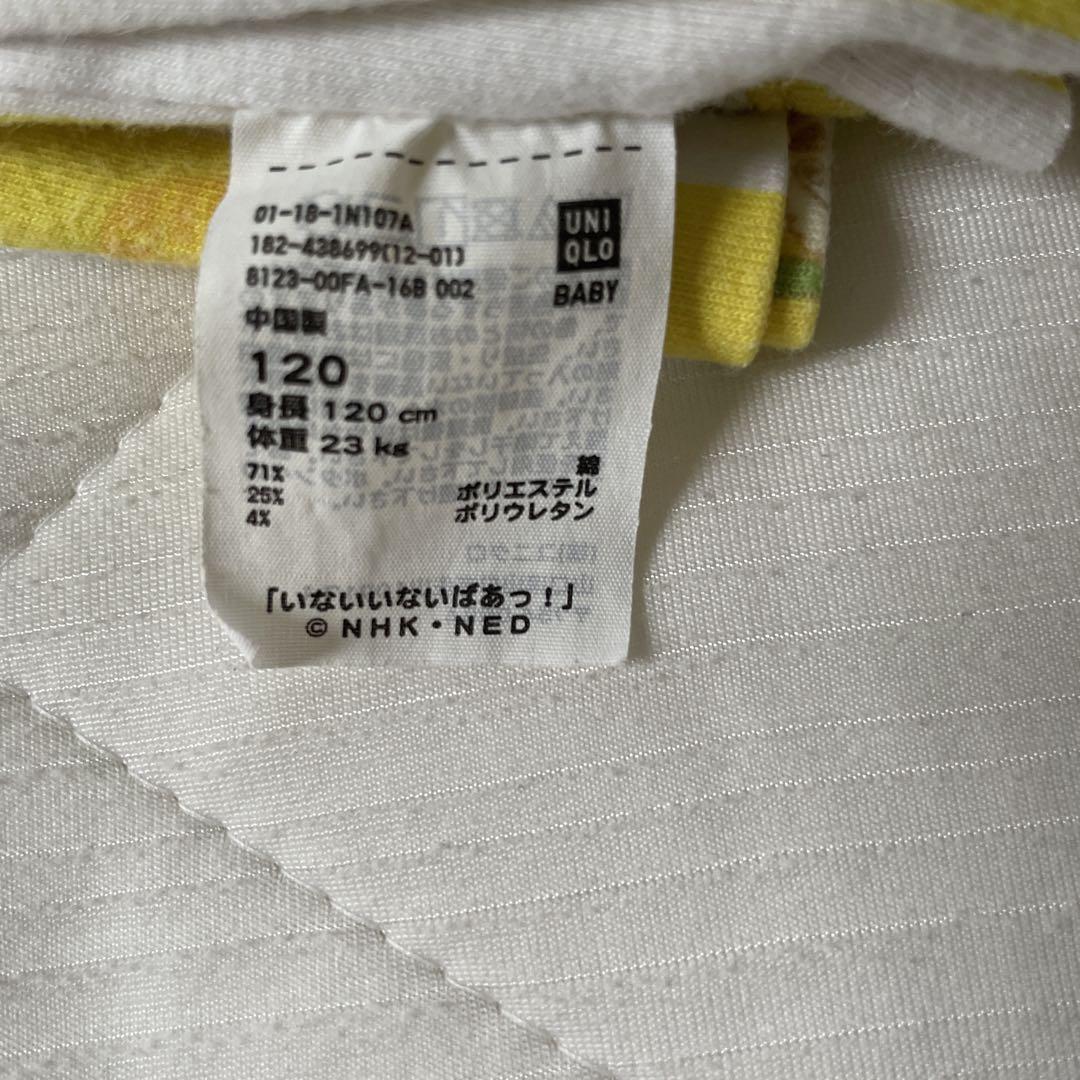 01-18-1N107A
182-438699(12-01)
8123-00FA-16B 002
UNI
QLO
BABY
中国製
120
身長 120 cm
体重 23 kg
71% 綿
25% ポリエステル
4% ポリウレタン
「いないいないばあっ!」
© NHK・NED